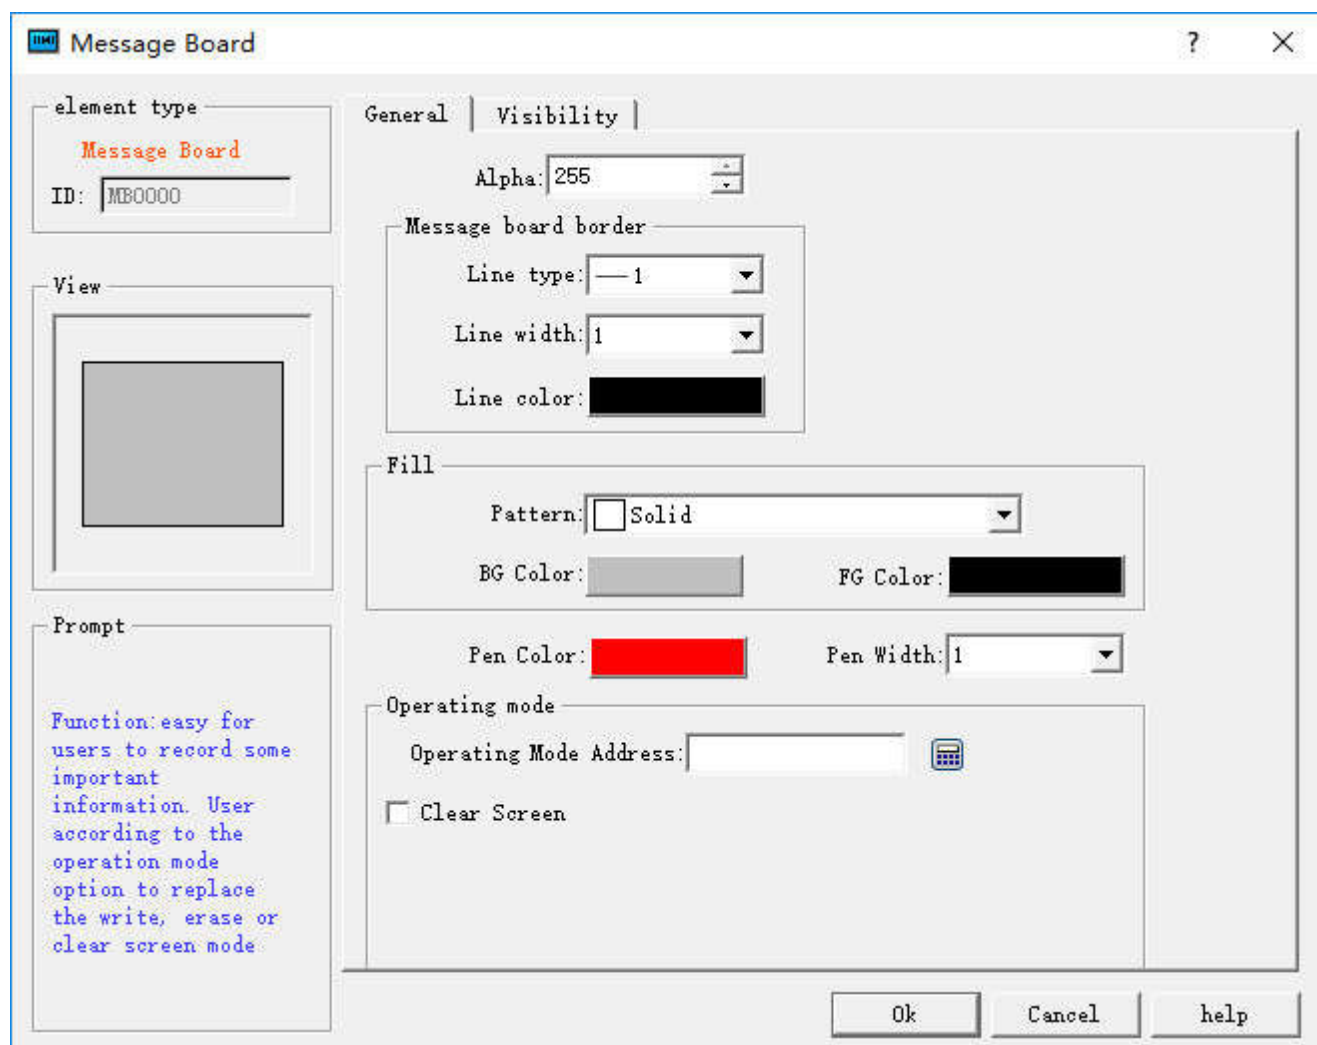 Message Board
?
element type
Message Board
ID: MB0000
View
Prompt
Function:easy for
users to record some
important
information. User
according to the
operation mode
option to replace
the write, erase or
clear screen mode
General Visibility
Alpha: 255
Message board border
Line type: 1
Line width: 1
Line color:
Fill
Pattern: Solid
BG Color: FG Color:
Pen Color: Pen Width: 1
Operating mode
Operating Mode Address:
Clear Screen
Ok Cancel help